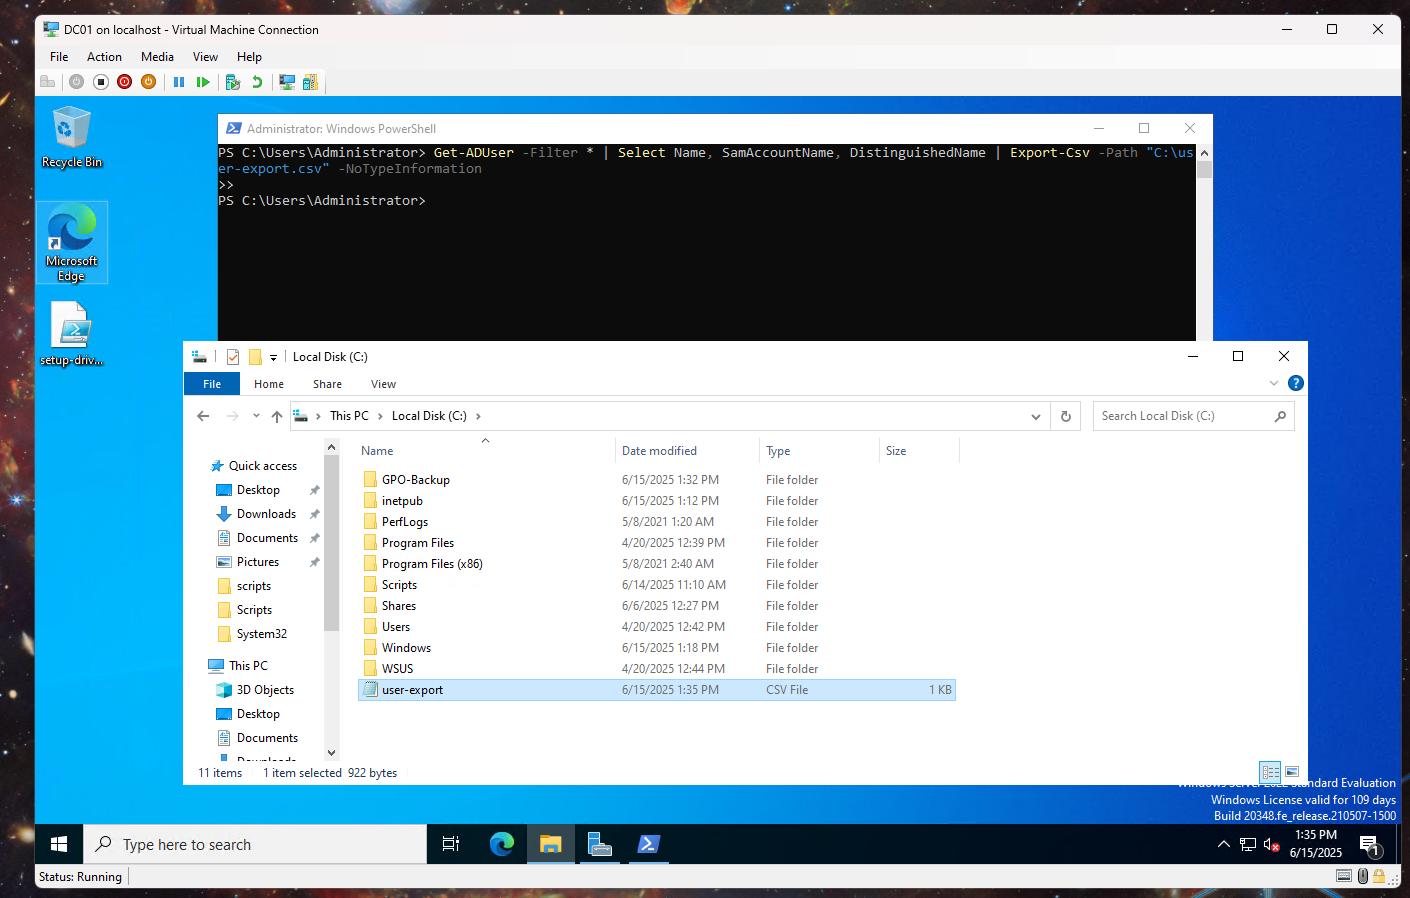 DC01 on localhost - Virtual Machine Connection
File Action Media View Help
Recycle Bin
Microsoft
Edge
setup-driv...
Administrator: Windows PowerShell
PS C:\Users\Administrator> Get-ADUser -Filter * | Select Name, SamAccountName, DistinguishedName | Export-Csv -Path "C:\us
er-export.csv" -NoTypeInformation
>>
PS C:\Users\Administrator>
Local Disk (C:)
File Home Share View
This PC > Local Disk (C:) >
Search Local Disk (C:)
Quick access
Desktop
Downloads
Documents
Pictures
scripts
Scripts
System32
This PC
3D Objects
Desktop
Documents
Downloads
Name Date modified Type Size
GPO-Backup 6/15/2025 1:32 PM File folder
inetpub 6/15/2025 1:12 PM File folder
PerfLogs 5/8/2021 1:20 AM File folder
Program Files 4/20/2025 12:39 PM File folder
Program Files (x86) 5/8/2021 2:40 AM File folder
Scripts 6/14/2025 11:10 AM File folder
Shares 6/6/2025 12:27 PM File folder
Users 4/20/2025 12:42 PM File folder
Windows 6/15/2025 1:18 PM File folder
WSUS 4/20/2025 12:44 PM File folder
user-export 6/15/2025 1:35 PM CSV File 1 KB
11 items 1 item selected 922 bytes
Windows Server 2022 Standard Evaluation
Windows License valid for 109 days
Build 20348.fe_release.210507-1500
Type here to search
1:35 PM
6/15/2025
1
Status: Running